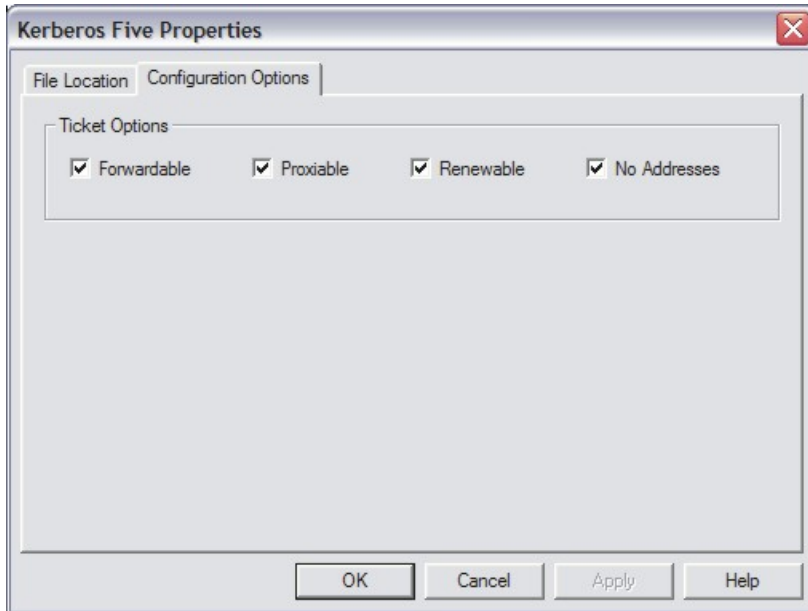 Kerberos Five Properties
File Location Configuration Options
Ticket Options
Forwardable Proxiable Renewable No Addresses
OK Cancel Apply Help